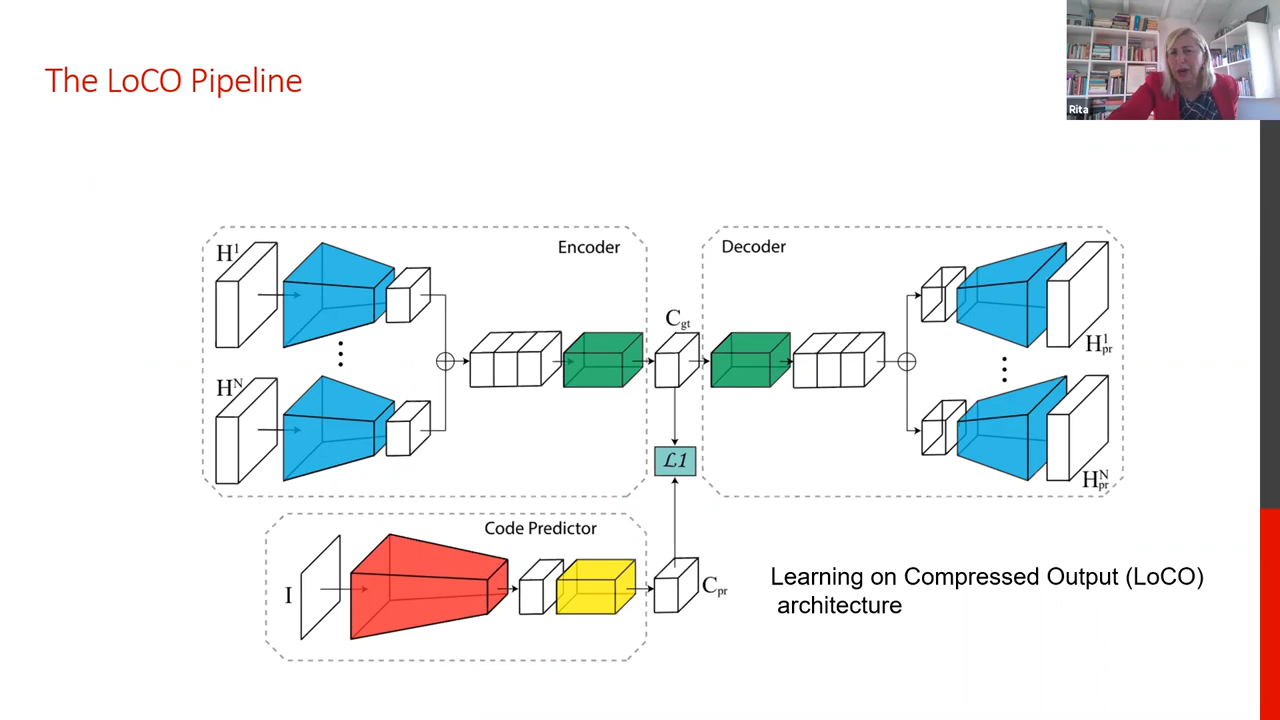 The LoCO Pipeline
Rita
H1
Encoder
Decoder
HN
Cgt
H1pr
L1
HNpr
Code Predictor
I
Cpr
Learning on Compressed Output (LoCO)
architecture